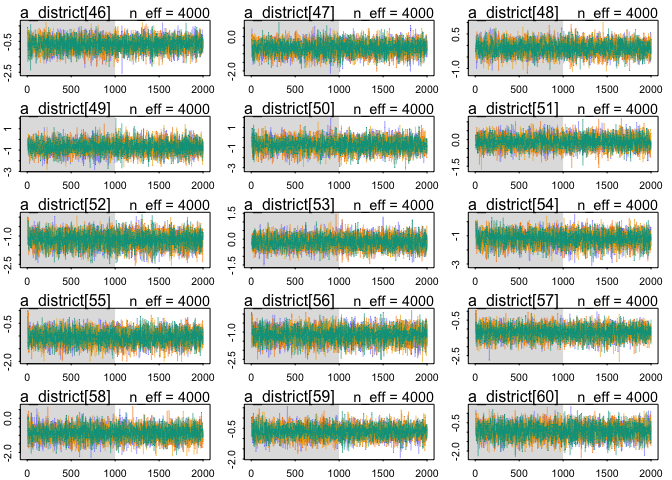 a_district[46] n_eff = 4000 a_district[47] n_eff = 4000 a_district[48] n_eff = 4000
-0.5 0.0 0.5
-2.5 -2.0 -1.0
0 500 1000 1500 2000 0 500 1000 1500 2000 0 500 1000 1500 2000
a_district[49] n_eff = 4000 a_district[50] n_eff = 4000 a_district[51] n_eff = 4000
1 1 0.0
-1 -1 -1.5
-3 -3
0 500 1000 1500 2000 0 500 1000 1500 2000 0 500 1000 1500 2000
a_district[52] n_eff = 4000 a_district[53] n_eff = 4000 a_district[54] n_eff = 4000
-1.0 1.5 -1
-2.5 0.0 -3
-1.5
0 500 1000 1500 2000 0 500 1000 1500 2000 0 500 1000 1500 2000
a_district[55] n_eff = 4000 a_district[56] n_eff = 4000 a_district[57] n_eff = 4000
-0.5 -1.0 -0.5
-2.0 -2.5 -2.5
0 500 1000 1500 2000 0 500 1000 1500 2000 0 500 1000 1500 2000
a_district[58] n_eff = 4000 a_district[59] n_eff = 4000 a_district[60] n_eff = 4000
0.0 -0.5 -0.5
-2.0 -2.0 -2.0
0 500 1000 1500 2000 0 500 1000 1500 2000 0 500 1000 1500 2000